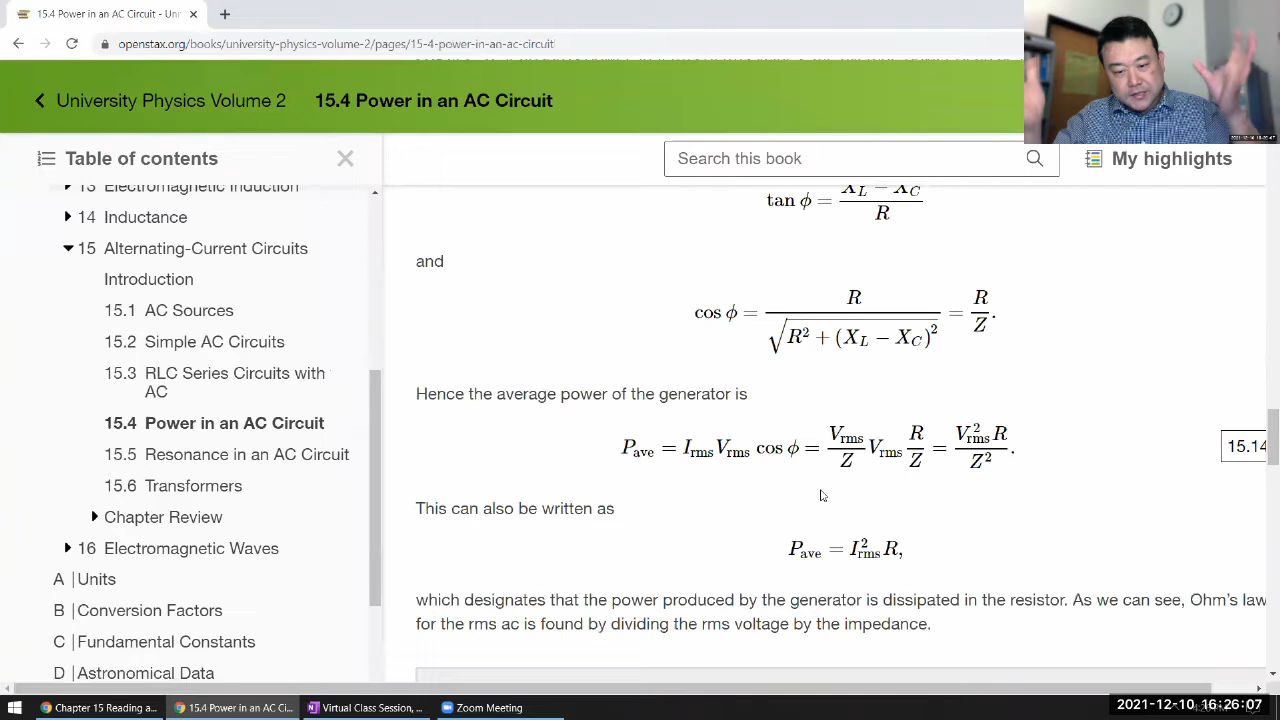 15.4 Power in an AC Circuit - Uni
openstax.org/books/university-physics-volume-2/pages/15-4-power-in-an-ac-circuit
University Physics Volume 2 15.4 Power in an AC Circuit
Table of contents
Search this book
My highlights
13 Electromagnetic Induction
14 Inductance
15 Alternating-Current Circuits
Introduction
15.1 AC Sources
15.2 Simple AC Circuits
15.3 RLC Series Circuits with
AC
15.4 Power in an AC Circuit
15.5 Resonance in an AC Circuit
15.6 Transformers
Chapter Review
16 Electromagnetic Waves
A | Units
B | Conversion Factors
C | Fundamental Constants
D | Astronomical Data
tan ϕ = (X_L − X_C)/R
and
cos ϕ = R/√(R² + (X_L − X_C)²) = R/Z.
Hence the average power of the generator is
P_ave = I_rms V_rms cos ϕ = (V_rms/Z) V_rms (R/Z) = V²_rms R/Z².
15.14
This can also be written as
P_ave = I²_rms R,
which designates that the power produced by the generator is dissipated in the resistor. As we can see, Ohm's law
for the rms ac is found by dividing the rms voltage by the impedance.
Chapter 15 Reading a...
15.4 Power in an AC Ci...
Virtual Class Session, ...
Zoom Meeting
2021-12-10 16:26:07